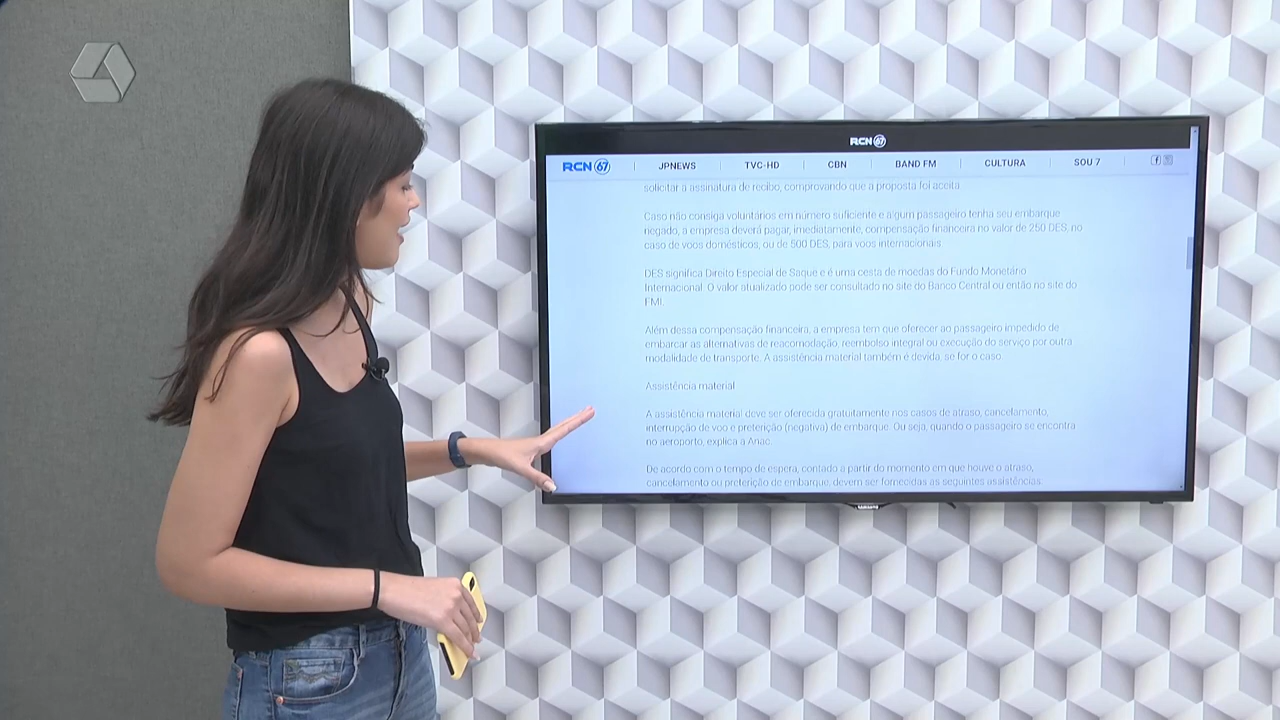 RCN 67
RCN 67 JPNEWS TVC-HD CBN BAND FM CULTURA SOU 7
solicitar a assinatura de recibo, comprovando que a proposta foi aceita.
Caso não consiga voluntários em número suficiente e algum passageiro tenha seu embarque
negado, a empresa deverá pagar, imediatamente, compensação financeira no valor de 250 DES, no
caso de voos domésticos, ou de 500 DES, para voos internacionais.
DES significa Direito Especial de Saque e é uma cesta de moedas do Fundo Monetário
Internacional. O valor atualizado pode ser consultado no site do Banco Central ou então no site do
FMI.
Além dessa compensação financeira, a empresa tem que oferecer ao passageiro impedido de
embarcar as alternativas de reacomodação, reembolso integral ou execução do serviço por outra
modalidade de transporte. A assistência material também é devida, se for o caso.
Assistência material
A assistência material deve ser oferecida gratuitamente nos casos de atraso, cancelamento,
interrupção de voo e preterição (negativa) de embarque. Ou seja, quando o passageiro se encontra
no aeroporto, explica a Anac.
De acordo com o tempo de espera, contado a partir do momento em que houve o atraso,
cancelamento ou preterição de embarque, devem ser fornecidas as seguintes assistências:
SAMSUNG